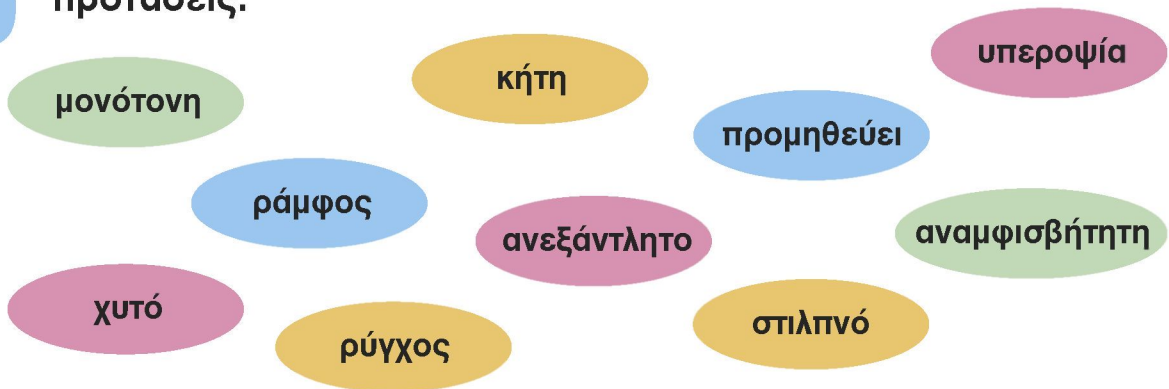 προτάσεις.
υπεροψία
κήτη
μονότονη
προμηθεύει
ράμφος
ανεξάντλητο
αναμφισβήτητη
χυτό
στιλπνό
ρύγχος